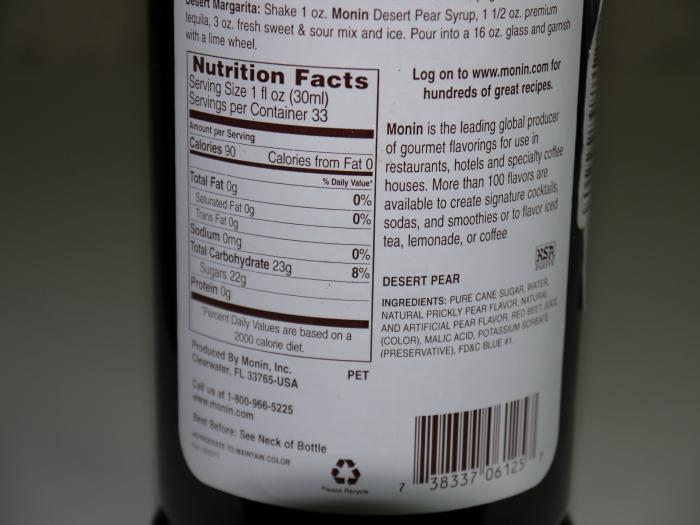 Desert Margarita: Shake 1 oz. Monin Desert Pear Syrup, 1 1/2 oz. premium
tequila, 3 oz. fresh sweet & sour mix and ice. Pour into a 16 oz. glass and garnish
with a lime wheel.
Nutrition Facts
Serving Size 1 fl oz (30ml)
Servings per Container 33
Amount per Serving
Calories 90 Calories from Fat 0
% Daily Value*
Total Fat 0g 0%
Saturated Fat 0g 0%
Trans Fat 0g
Sodium 0mg 0%
Total Carbohydrate 23g 8%
Sugars 22g
Protein 0g
*Percent Daily Values are based on a
2000 calorie diet.
Produced By Monin, Inc.
Clearwater, FL 33765-USA
PET
Call us at 1-800-966-5225
www.monin.com
Best Before: See Neck of Bottle
REFRIGERATE TO MAINTAIN COLOR
Please Recycle
Log on to www.monin.com for
hundreds of great recipes.
Monin is the leading global producer
of gourmet flavorings for use in
restaurants, hotels and specialty coffee
houses. More than 100 flavors are
available to create signature cocktails,
sodas, and smoothies or to flavor iced
tea, lemonade, or coffee
KSA
PAREVE
DESERT PEAR
INGREDIENTS: PURE CANE SUGAR, WATER,
NATURAL PRICKLY PEAR FLAVOR, NATURAL
AND ARTIFICIAL PEAR FLAVOR, RED BEET JUICE
(COLOR), MALIC ACID, POTASSIUM SORBATE
(PRESERVATIVE), FD&C BLUE #1.
7 38337 06125 7